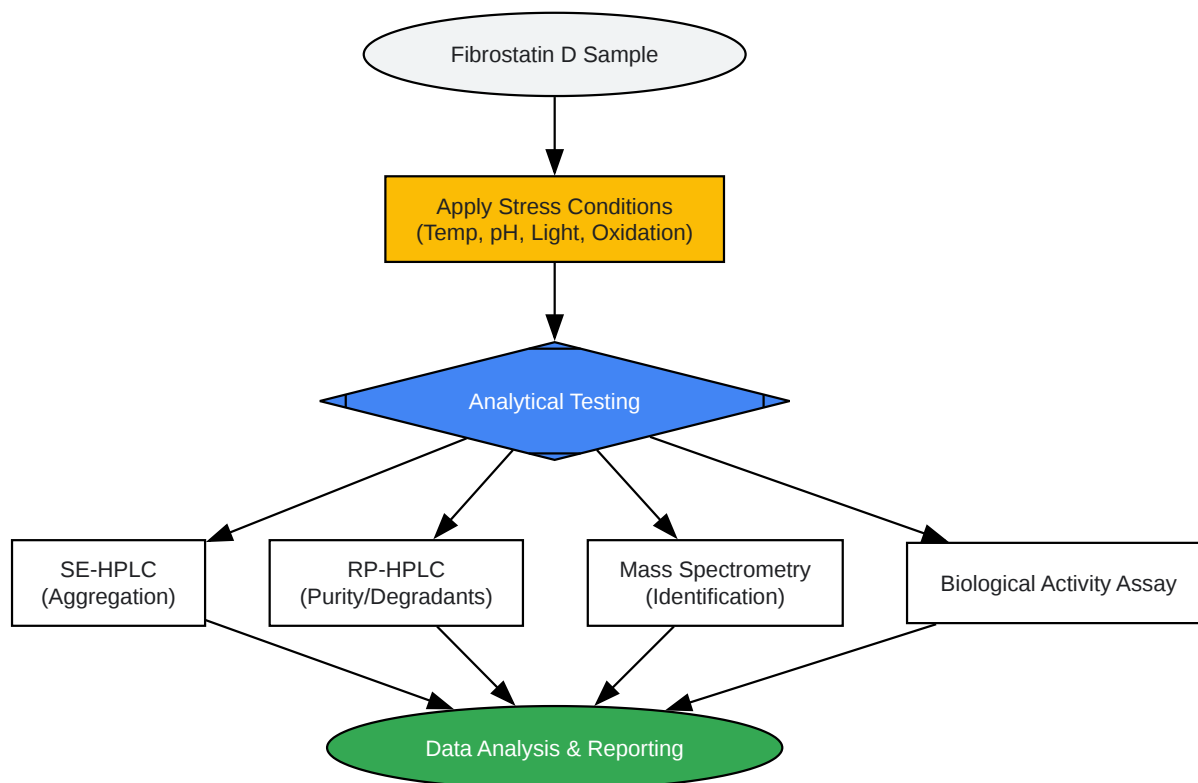 Fibrostatin D Sample
Apply Stress Conditions
(Temp, pH, Light, Oxidation)
Analytical Testing
SE-HPLC
(Aggregation)
RP-HPLC
(Purity/Degradants)
Mass Spectrometry
(Identification)
Biological Activity Assay
Data Analysis & Reporting